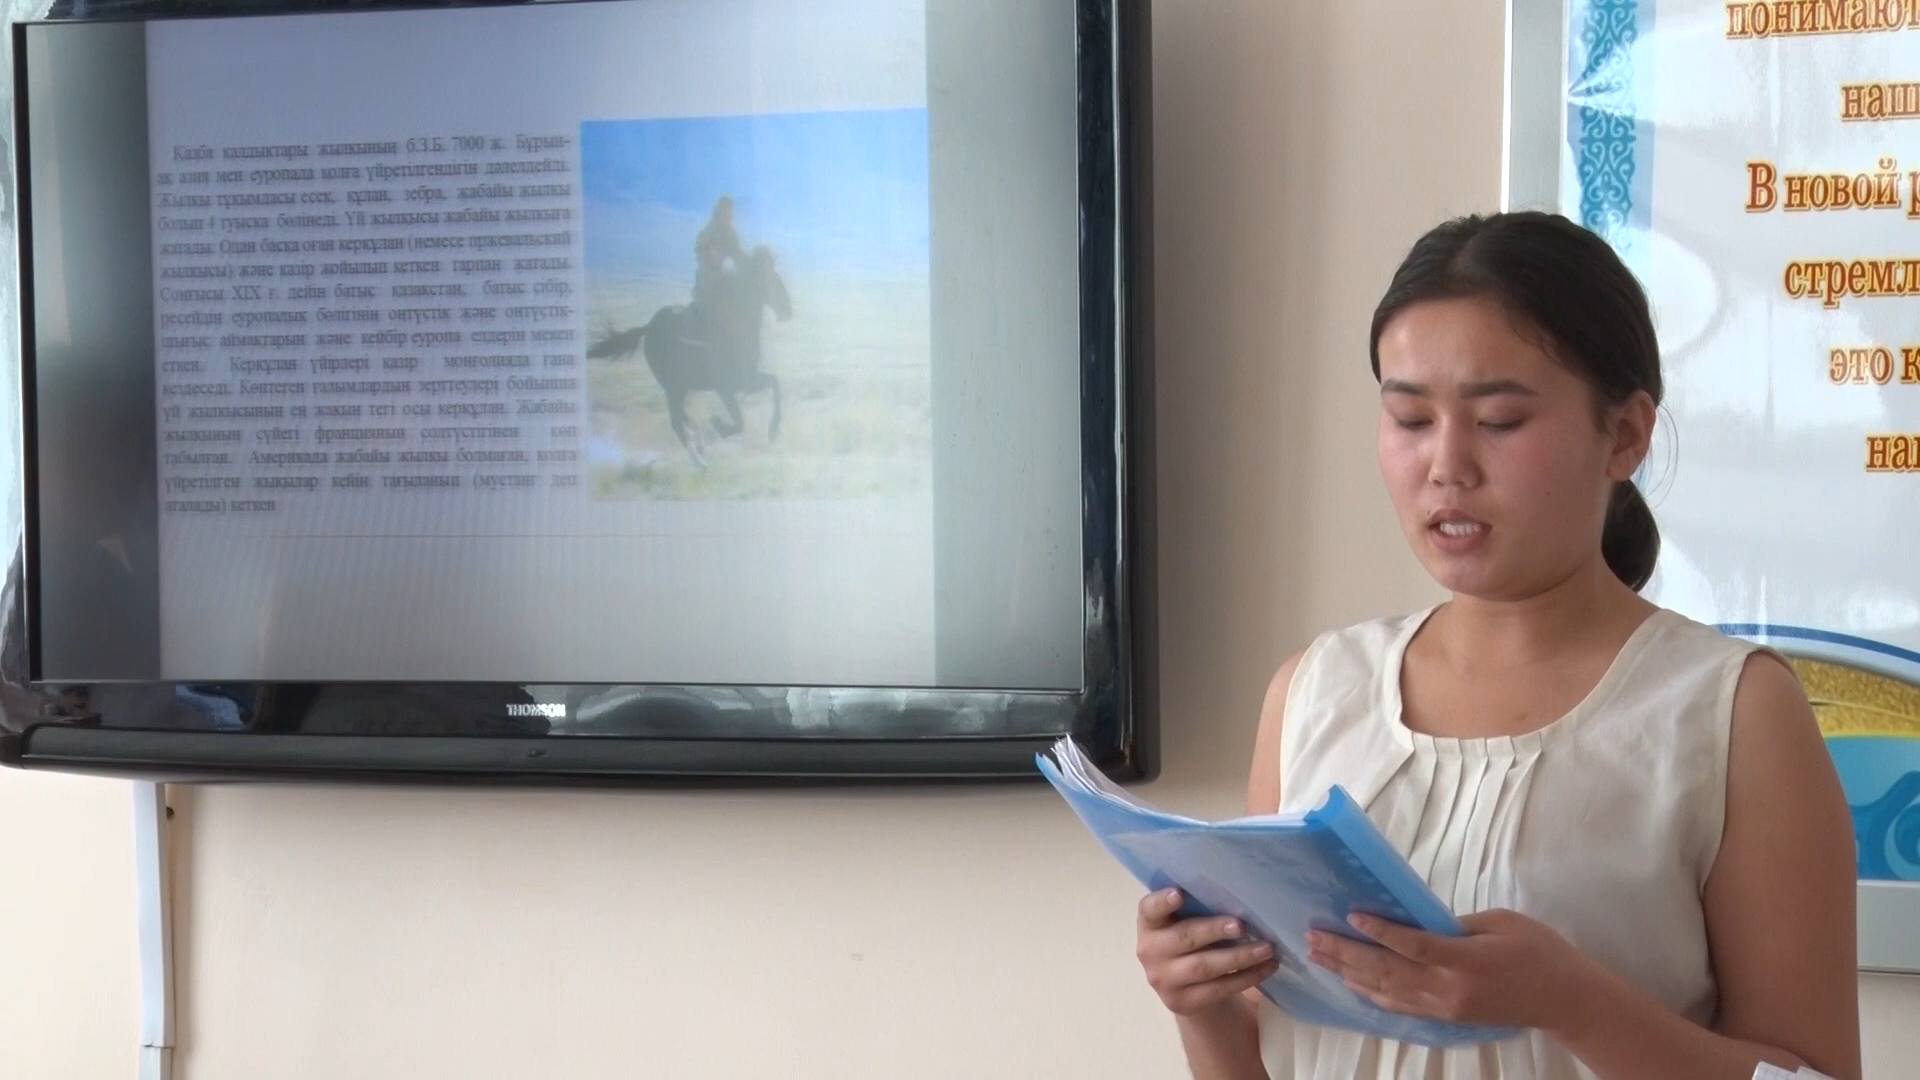 Қазба қалдықтары жылқының б.З.Б. 7000 ж. Бұрын-
ақ азия мен еуропада қолға үйретілгендігін дәлелдейді.
Жылқы тұқымдасы есек, құлан, зебра, жабайы жылқы
болып 4 туысқа бөлінеді. Үй жылқысы жабайы жылқыға
жатады. Одан басқа оған керқұлан (немесе пржевальский
жылқысы) және қазір жойылып кеткен тарпан жатады.
Соңғысы XIX ғ. дейін батыс қазақстан, батыс сібір,
ресейдің еуропалық бөлігінің оңтүстік және оңтүстік-
шығыс аймақтарын және кейбір еуропа елдерін мекен
еткен. Керқұлан үйірлері қазір моңғолияда ғана
кездеседі. Көптеген ғалымдардың зерттеулері бойынша
үй жылқысының ең жақын тегі осы керқұлан. Жабайы
жылқының сүйегі францияның солтүстігінен көп
табылған. Америкада жабайы жылқы болмаған, қолға
үйретілген жықылар кейін тағыланып (мустанг деп
аталады) кеткен
THOMSON
понимают
наш
В новой р
стремл
это к
на